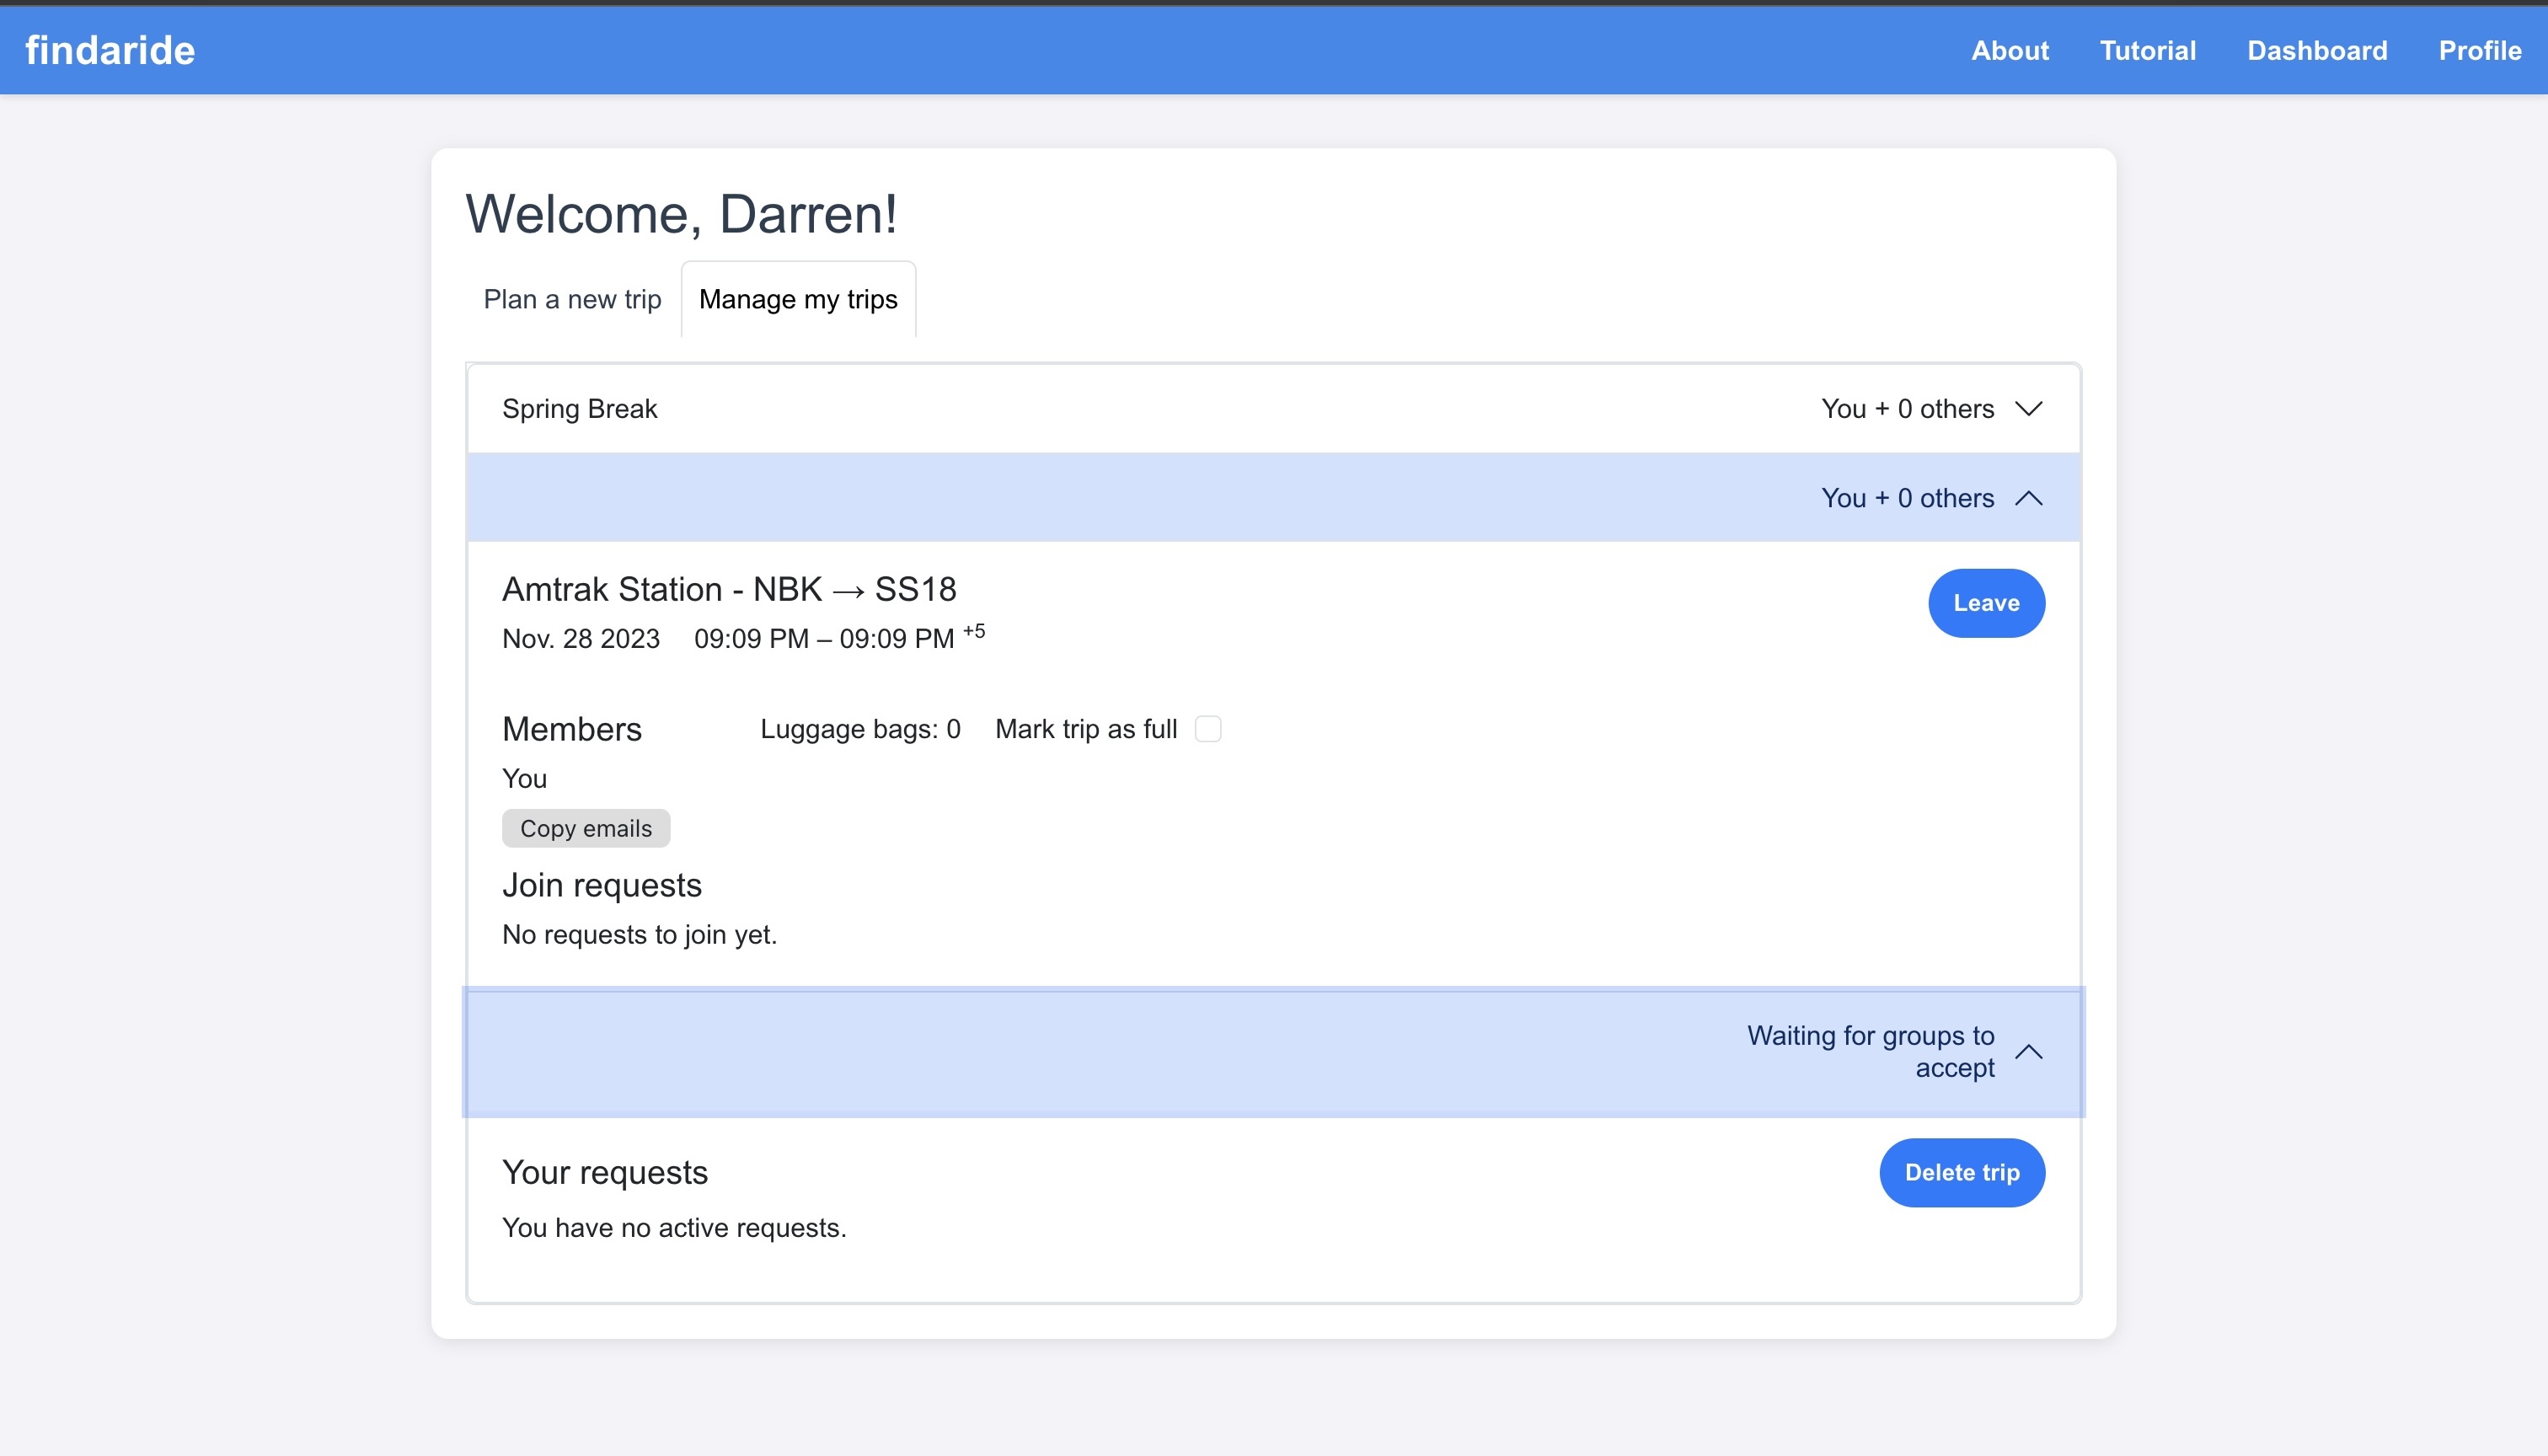 findaride
About Tutorial Dashboard Profile
Welcome, Darren!
Plan a new trip Manage my trips
Spring Break You + 0 others
You + 0 others
Amtrak Station - NBK → SS18
Leave
Nov. 28 2023 09:09 PM – 09:09 PM +5
Members Luggage bags: 0 Mark trip as full
You
Copy emails
Join requests
No requests to join yet.
Waiting for groups to
accept
Your requests
Delete trip
You have no active requests.